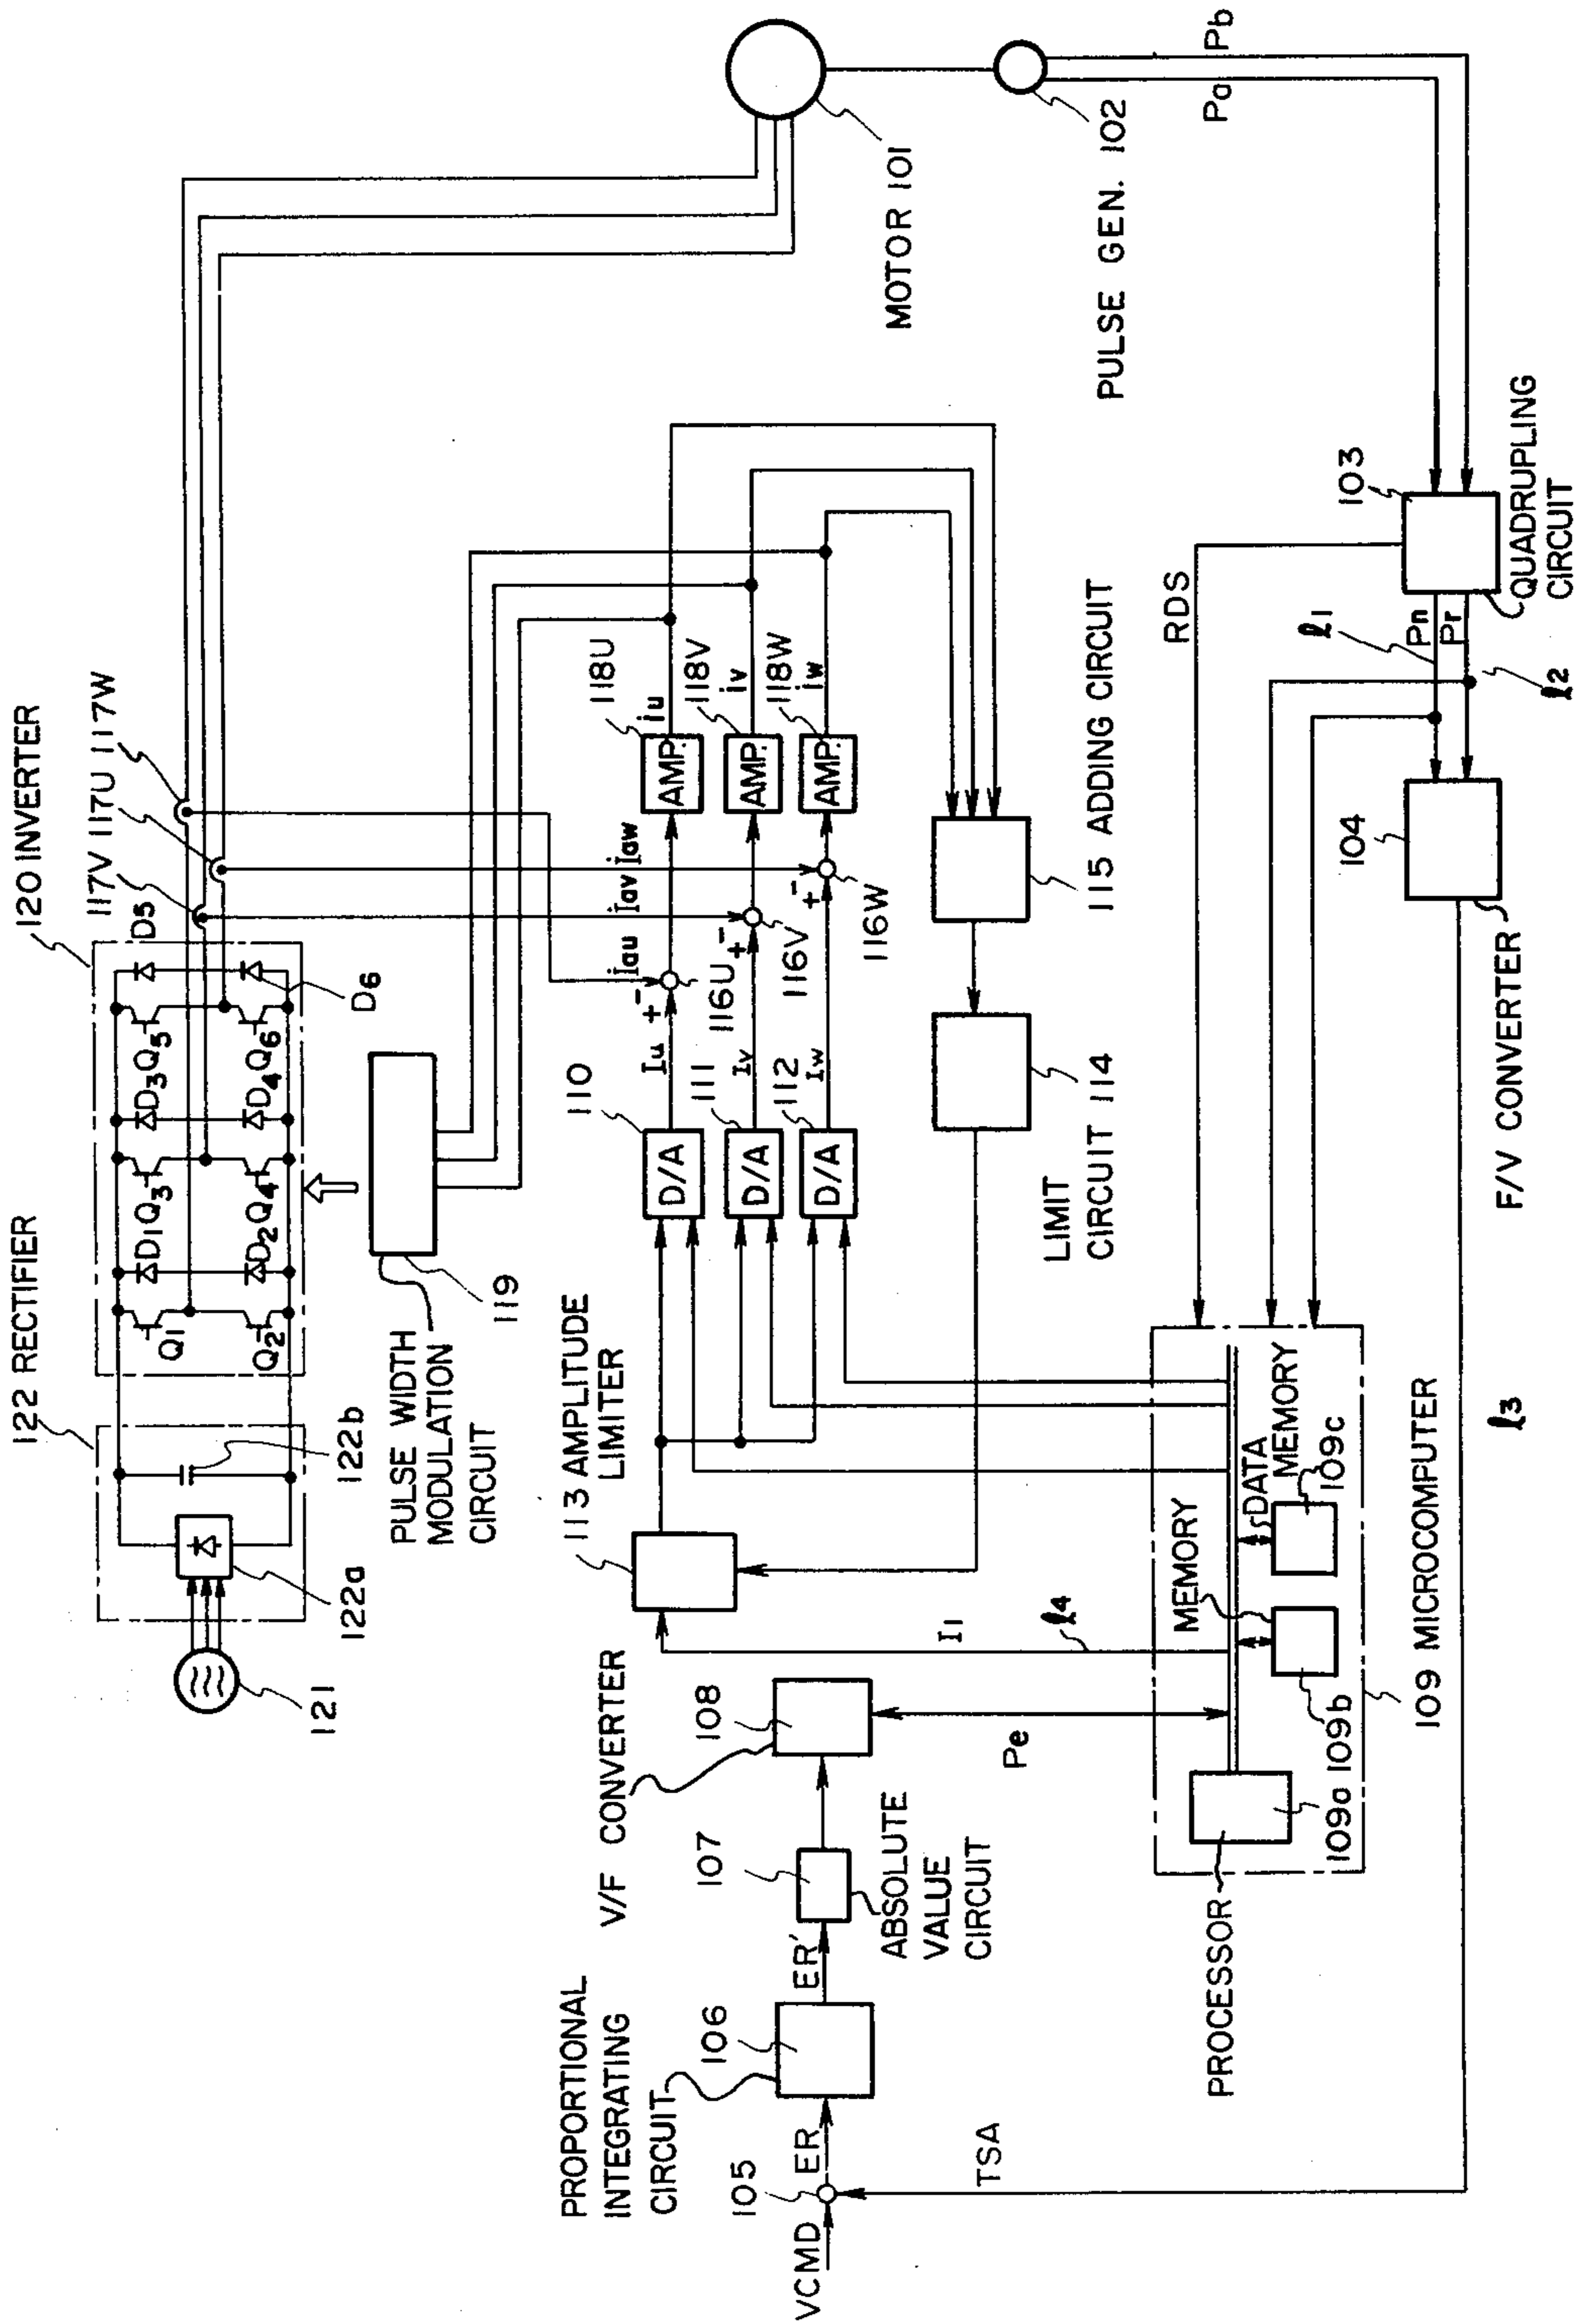 122 RECTIFIER
120 INVERTER
117V 117U 117W
D5
D6
D1
D2
D3
D4
Q1
Q2
Q3
Q4
Q5
Q6
121
122a
122b
PULSE WIDTH
MODULATION
CIRCUIT
119
MOTOR 101
PULSE GEN. 102
Pa
Pb
113 AMPLITUDE
LIMITER
110
111
112
D/A
D/A
D/A
Iu
Iv
Iw
+
-
+
-
+
-
116U
116V
116W
iau
iav
iaw
AMP.
AMP.
AMP.
118U
118V
118W
iu
iv
iw
LIMIT
CIRCUIT 114
115 ADDING CIRCUIT
PROPORTIONAL
INTEGRATING
CIRCUIT
106
V/F CONVERTER
108
107
ABSOLUTE
VALUE
CIRCUIT
VCMD
105
ER
ER'
TSA
Pe
I1
ℓ4
PROCESSOR
109a
109b
MEMORY
DATA
MEMORY
109c
109 MICROCOMPUTER
RDS
ℓ1
Pn
Pr
ℓ2
ℓ3
103
QUADRUPLING
CIRCUIT
104
F/V CONVERTER